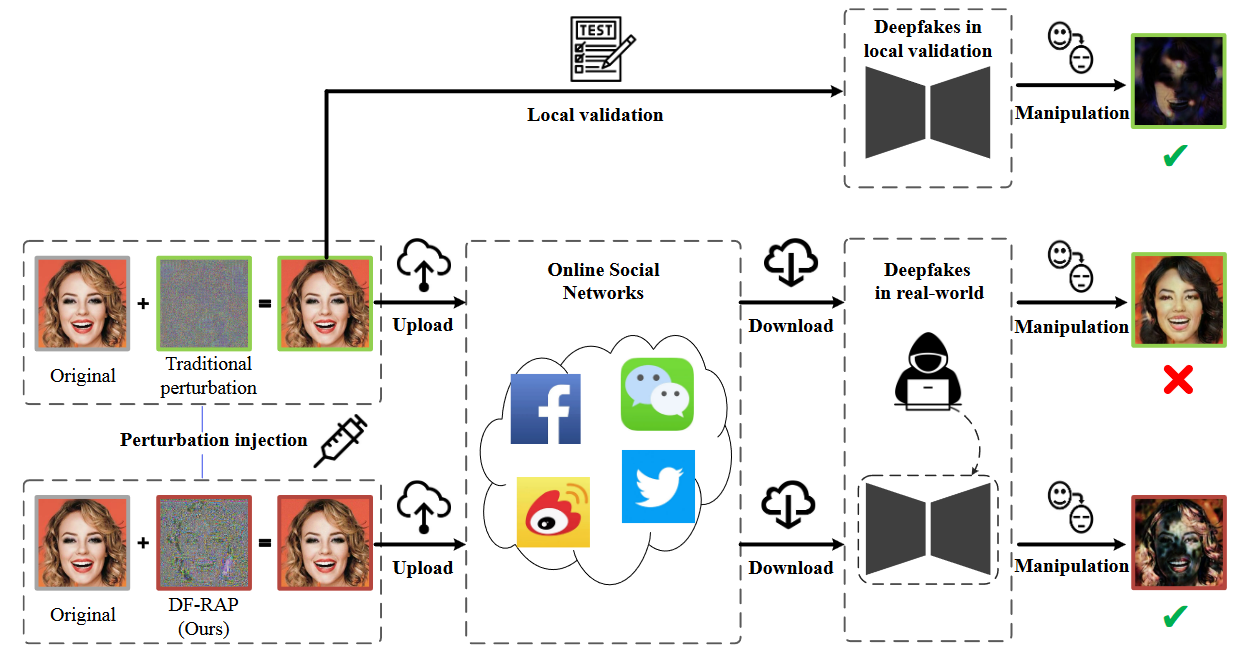 Deepfakes in
local validation
TEST
Local validation
Manipulation
Online Social
Networks
Deepfakes
in real-world
Upload
Download
Manipulation
+
=
Original
Traditional
perturbation
Perturbation injection
f
Upload
Download
Manipulation
+
=
Original
DF-RAP
(Ours)